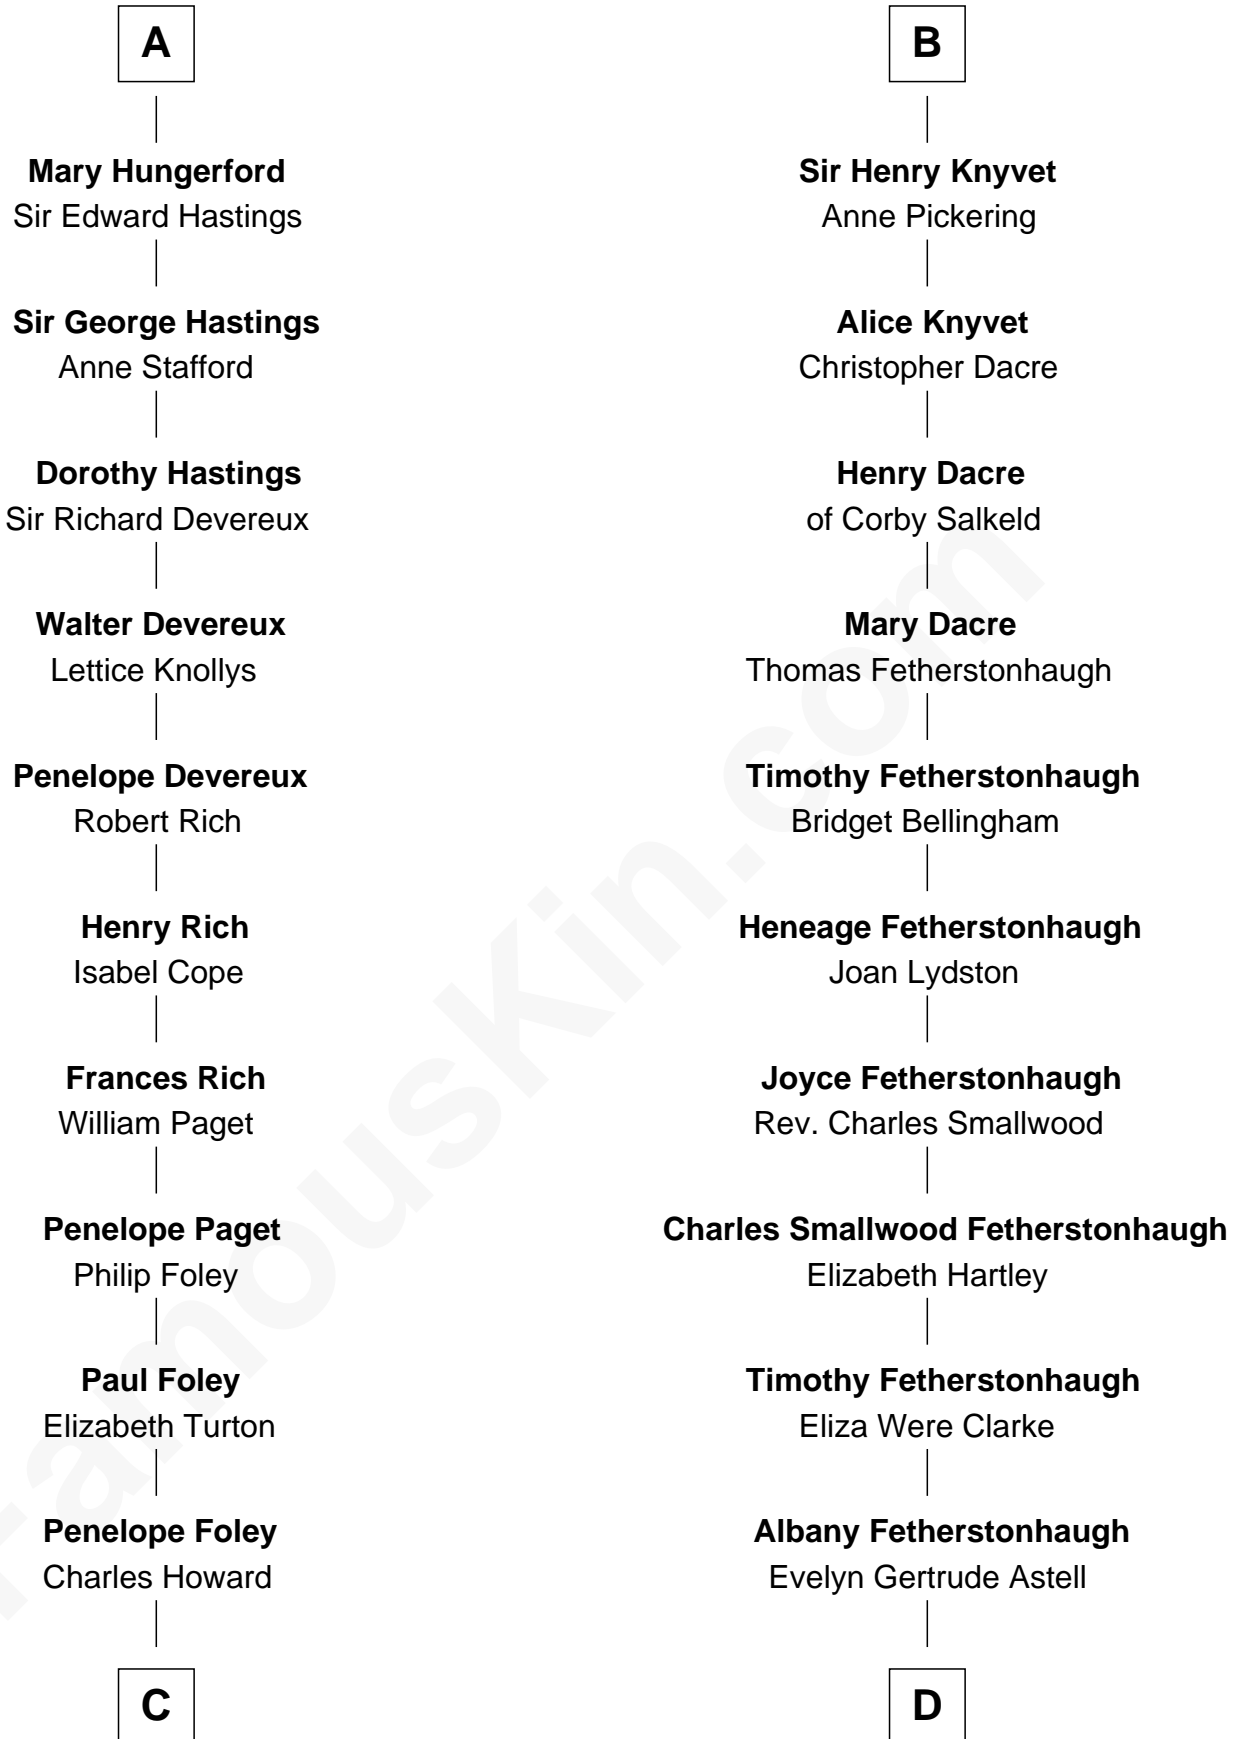 A
Mary Hungerford
Sir Edward Hastings
Sir George Hastings
Anne Stafford
Dorothy Hastings
Sir Richard Devereux
Walter Devereux
Lettice Knollys
Penelope Devereux
Robert Rich
Henry Rich
Isabel Cope
Frances Rich
William Paget
Penelope Paget
Philip Foley
Paul Foley
Elizabeth Turton
Penelope Foley
Charles Howard
C
B
Sir Henry Knyvet
Anne Pickering
Alice Knyvet
Christopher Dacre
Henry Dacre
of Corby Salkeld
Mary Dacre
Thomas Fetherstonhaugh
Timothy Fetherstonhaugh
Bridget Bellingham
Heneage Fetherstonhaugh
Joan Lydston
Joyce Fetherstonhaugh
Rev. Charles Smallwood
Charles Smallwood Fetherstonhaugh
Elizabeth Hartley
Timothy Fetherstonhaugh
Eliza Were Clarke
Albany Fetherstonhaugh
Evelyn Gertrude Astell
D
FamousKin.com